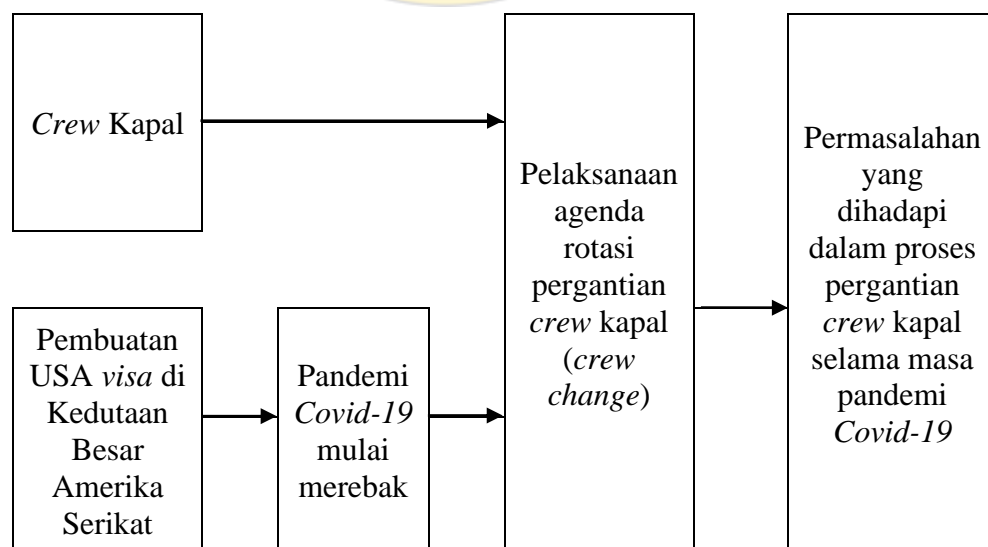 Crew Kapal
Pembuatan
USA visa di
Kedutaan
Besar
Amerika
Serikat
Pandemi
Covid-19
mulai
merebak
Pelaksanaan
agenda
rotasi
pergantian
crew kapal
(crew
change)
Permasalahan
yang
dihadapi
dalam proses
pergantian
crew kapal
selama masa
pandemi
Covid-19